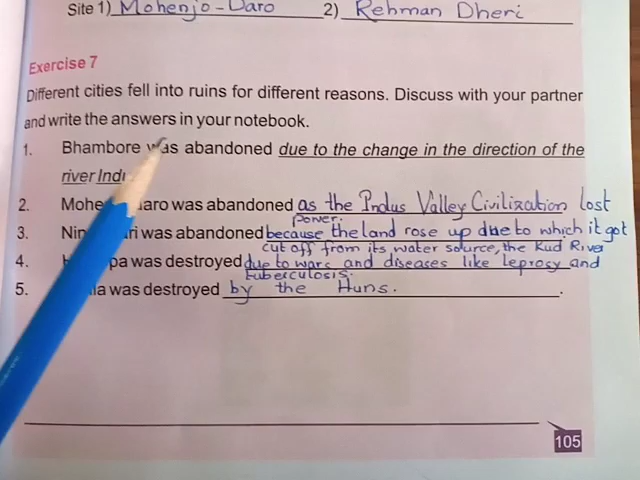 Site 1) Mohenjo-Daro 2) Rehman Dheri
Exercise 7
Different cities fell into ruins for different reasons. Discuss with your partner
and write the answers in your notebook.
1. Bhambore was abandoned due to the change in the direction of the
river
2. was abandoned as the Indus Valley Civilization lost
power.
3. was abandoned because the land rose up due to which it got
cut off from its water source, the Kud River
4. was destroyed due to wars and diseases like leprosy and
tuberculosis.
5. was destroyed by the Huns.
105